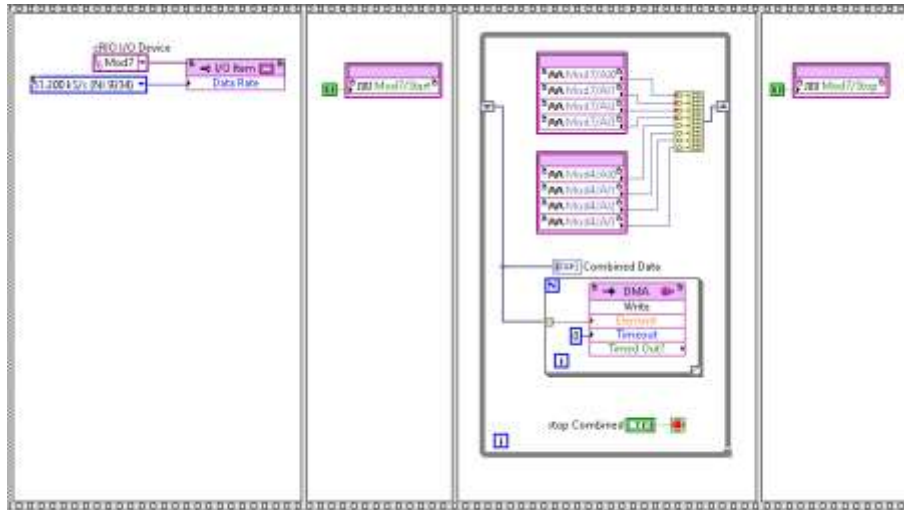 cRIO I/O Device
Mod7
I/O Item
51.200 kS/s (NI 9234)
Data Rate
Mod7/Start
Mod7/AI0
Mod7/AI1
Mod7/AI2
Mod7/AI3
Mod4/AI0
Mod4/AI1
Mod4/AI2
Combined Data
N
DMA
Write
Element
0
Timeout
Timed Out?
i
stop Combined
i
Mod7/Stop